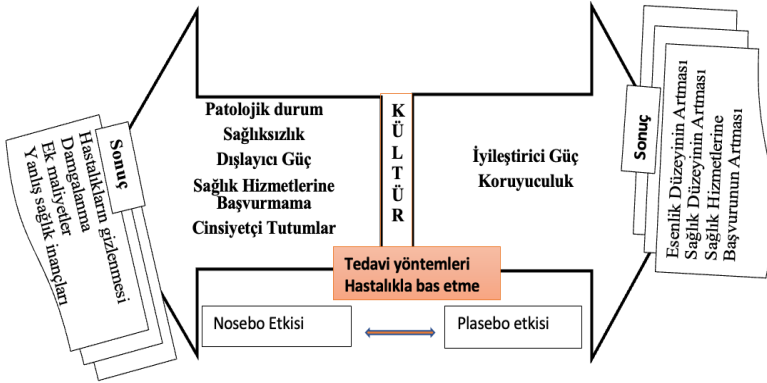 Sonuç
Hastalıkların gizlenmesi
Damgalanma
Ek maliyetler
Yanlış sağlık inançları
Patolojik durum
Sağlıksızlık
Dışlayıcı Güç
Sağlık Hizmetlerine
Başvurmama
Cinsiyetçi Tutumlar
KÜLTÜR
İyileştirici Güç
Koruyuculuk
Sonuç
Esenlik Düzeyinin Artması
Sağlık Düzeyinin Artması
Sağlık Hizmetlerine
Başvurunun Artması
Tedavi yöntemleri
Hastalıkla bas etme
Nosebo Etkisi
Plasebo etkisi